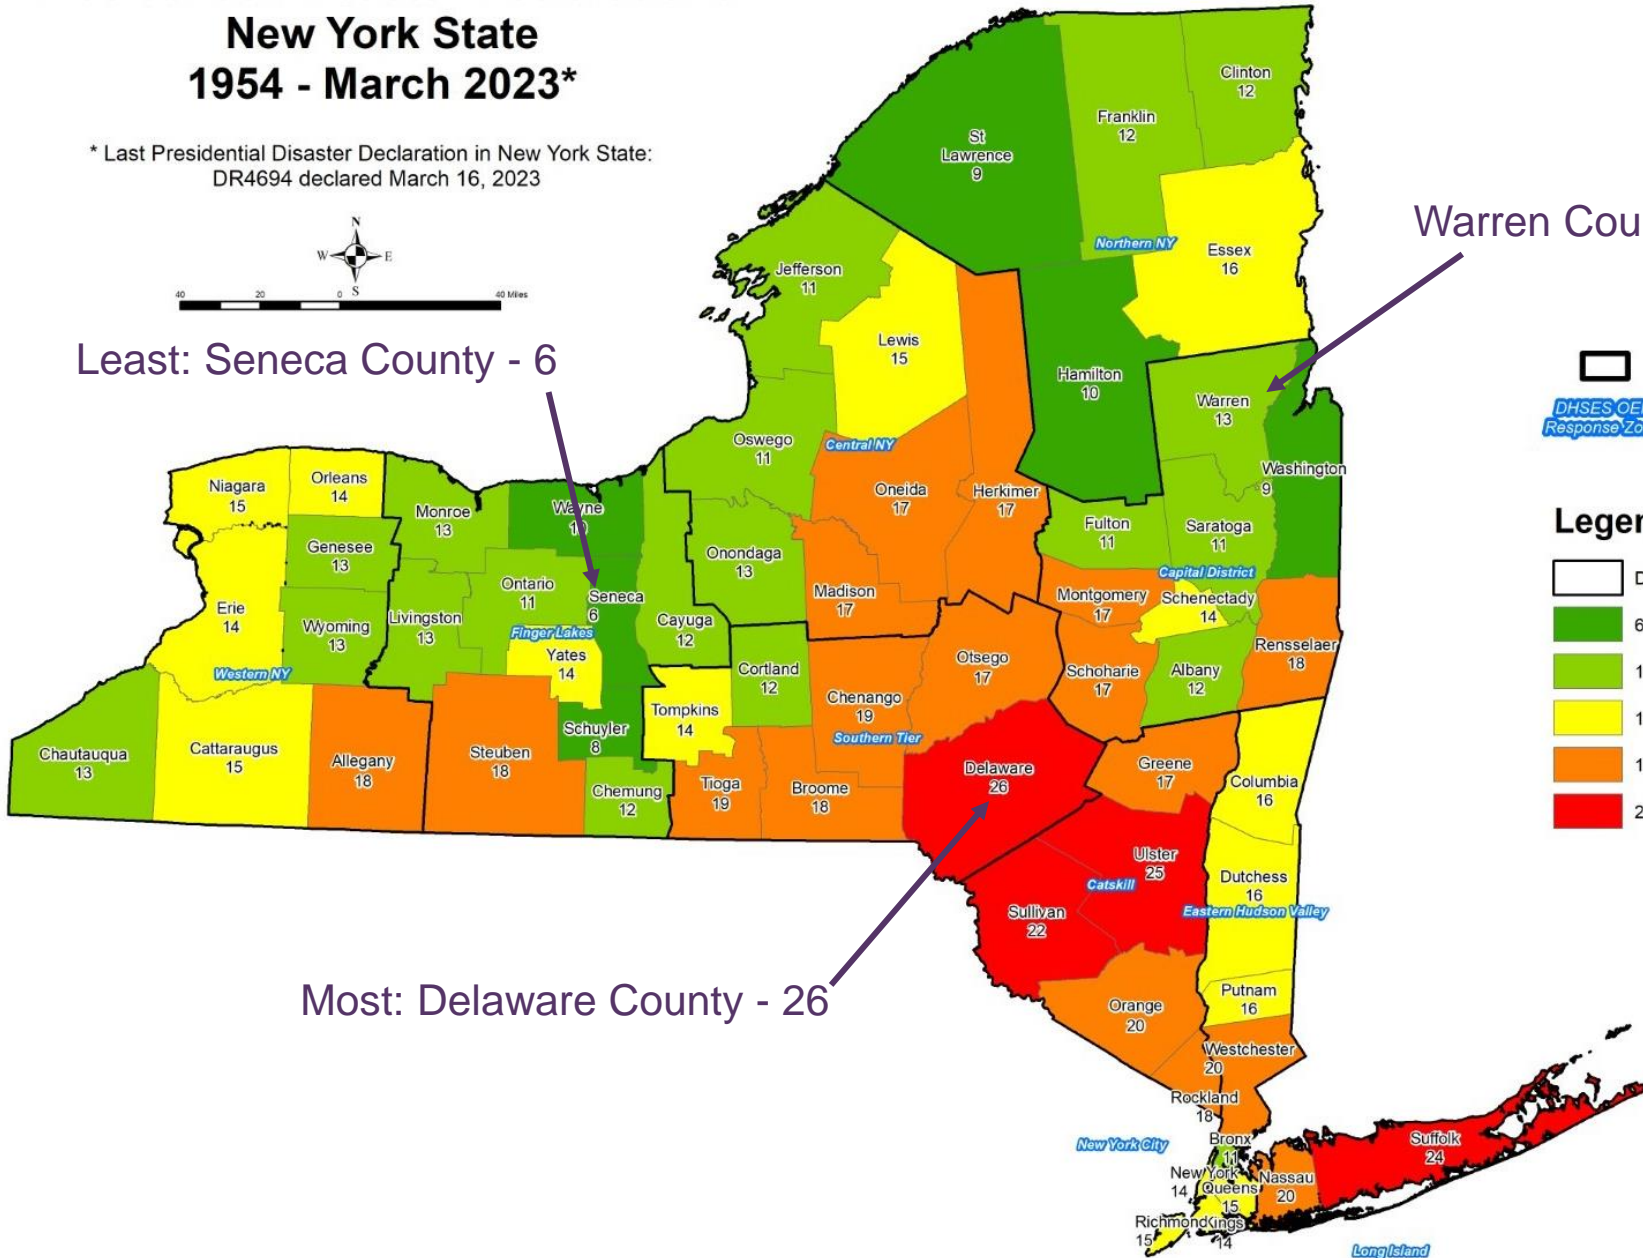 New York State
1954 - March 2023*
* Last Presidential Disaster Declaration in New York State:
DR4694 declared March 16, 2023
N
W E
S
40 20 0 40 Miles
Clinton
12
Franklin
12
St
Lawrence
9
Warren Cou
Northern NY
Essex
16
Jefferson
11
Lewis
15
Least: Seneca County - 6
Hamilton
10
Warren
13
DHSES OE
Response Zo
Oswego
11
Central NY
Washington
9
Niagara
15
Orleans
14
Oneida
17
Herkimer
17
Monroe
13
Wayne
10
Fulton
11
Saratoga
11
Legen
Genesee
13
Onondaga
13
Capital District
D
Ontario
11
Seneca
6
Madison
17
Montgomery
17
Schenectady
14
Erie
14
Wyoming
13
Livingston
13
Cayuga
12
6
Finger Lakes
Yates
14
Rensselaer
18
Western NY
Cortland
12
Otsego
17
Schoharie
17
Albany
12
1
Chenango
19
Tompkins
14
Schuyler
8
Southern Tier
1
Chautauqua
13
Cattaraugus
15
Allegany
18
Steuben
18
Delaware
26
Greene
17
1
Chemung
12
Tioga
19
Broome
18
Columbia
16
2
Ulster
25
Catskill
Dutchess
16
Eastern Hudson Valley
Sullivan
22
Most: Delaware County - 26
Orange
20
Putnam
16
Westchester
20
Rockland
18
New York City
Bronx
11
Suffolk
24
New York
14
Queens
15
Nassau
20
Richmond
15
Kings
14
Long Island